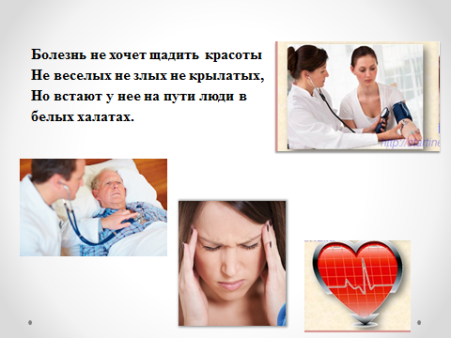 Болезнь не хочет щадить красоты
Не веселых не злых не крылатых,
Но встают у нее на пути люди в
белых халатах.